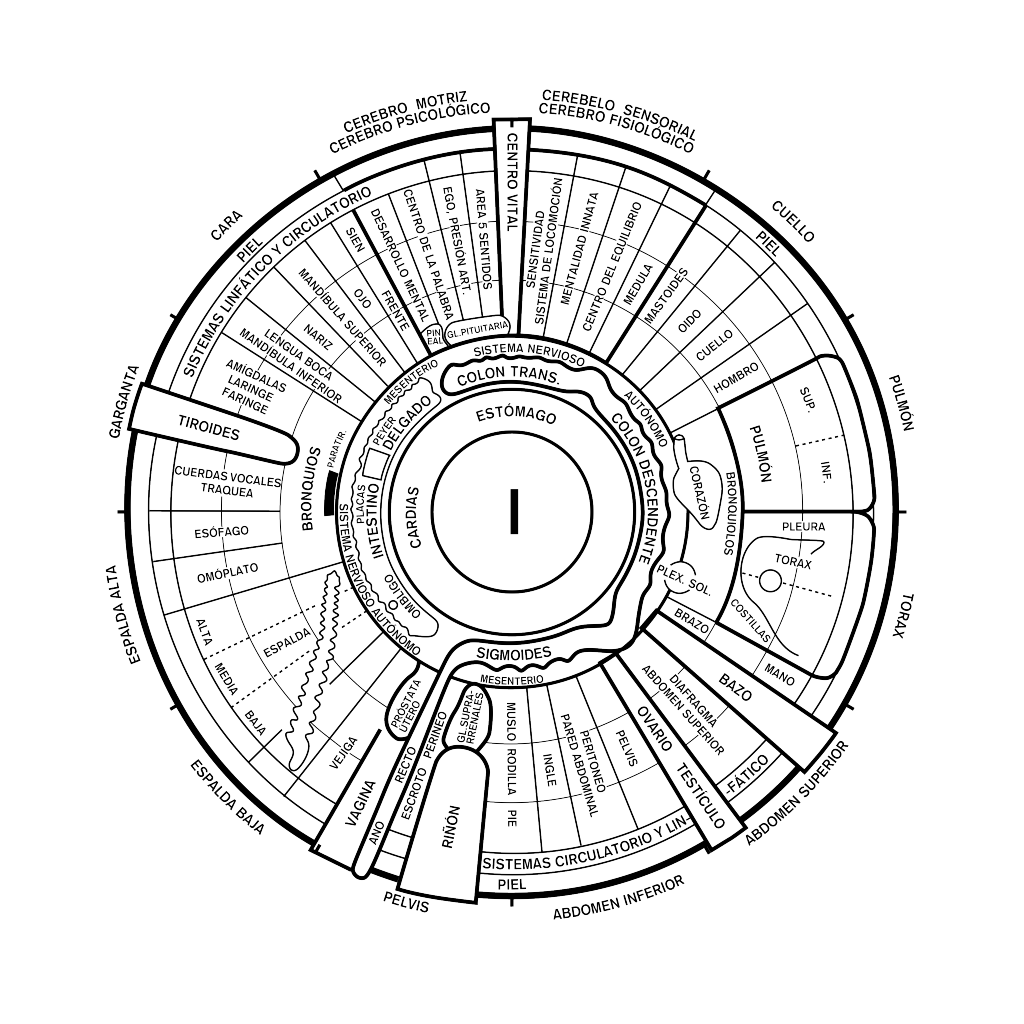 CEREBRO MOTRIZ
CEREBRO PSICOLÓGICO
CEREBELO SENSORIAL
CEREBRO FISIOLÓGICO
CUELLO
PULMÓN
TORAX
ABDOMEN SUPERIOR
ABDOMEN INFERIOR
PELVIS
ESPALDA BAJA
ESPALDA ALTA
GARGANTA
CARA
PIEL
SISTEMAS LINFÁTICO Y CIRCULATORIO
CENTRO VITAL
SENSITIVIDAD
SISTEMA DE LOCOMOCIÓN
MENTALIDAD INNATA
CENTRO DEL EQUILIBRIO
MEDULA
MASTOIDES
OIDO
CUELLO
HOMBRO
PIEL
SUP.
INF.
PULMÓN
BRONQUIOLOS
CORAZÓN
PLEURA
TORAX
COSTILLAS
PLEX. SOL.
BRAZO
MANO
BAZO
DIAFRAGMA
ABDOMEN SUPERIOR
-FÁTICO
OVARIO TESTÍCULO
PELVIS
PERITONEO
PARED ABDOMINAL
INGLE
MUSLO RODILLA PIE
SISTEMAS CIRCULATORIO Y LIN-
PIEL
GL SUPRA-
RRENALES
RIÑÓN
ESCROTO PERINEO
ANO RECTO
PRÓSTATA
ÚTERO
VAGINA
VEJIGA
ESPALDA
ALTA
MEDIA
BAJA
OMÓPLATO
ESÓFAGO
CUERDAS VOCALES
TRAQUEA
TIROIDES
BRONQUIOS
PARATIR.
AMÍGDALAS
LARINGE
FARINGE
LENGUA BOCA
MANDÍBULA INFERIOR
NARIZ
MANDÍBULA SUPERIOR
OJO
SIEN
FRENTE
DESARROLLO MENTAL
CENTRO DE LA PALABRA
EGO, PRESIÓN ART.
AREA 5 SENTIDOS
PIN
EAL
GL.PITUITARIA
SISTEMA NERVIOSO
AUTÓNOMO
MESENTERIO
COLON TRANS.
COLON DESCENDENTE
SIGMOIDES
MESENTERIO
SISTEMA NERVIOSO AUTÓNOMO
SIST
OMBLIGO
PLACAS PEYER
INTESTINO DELGADO
ESTÓMAGO
CARDIAS
I